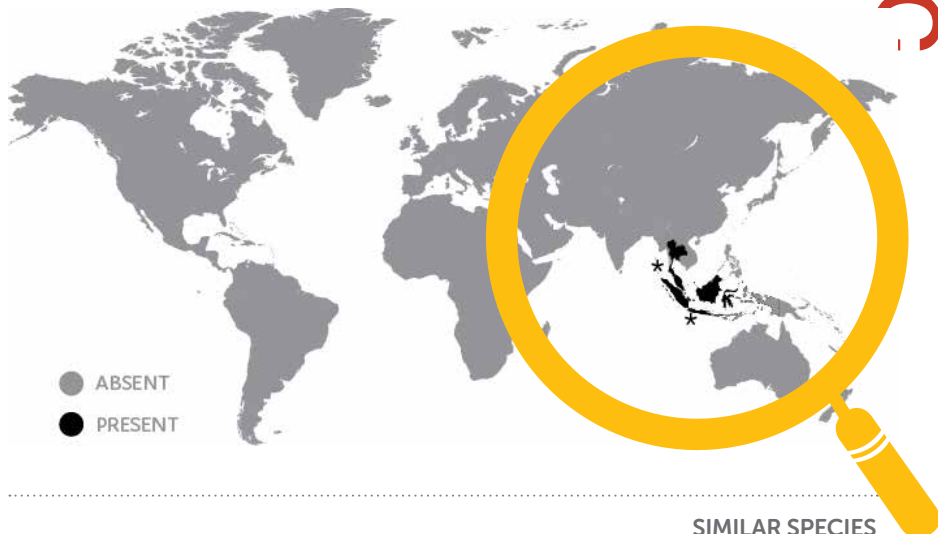 *
*
ABSENT
PRESENT
SIMILAR SPECIES